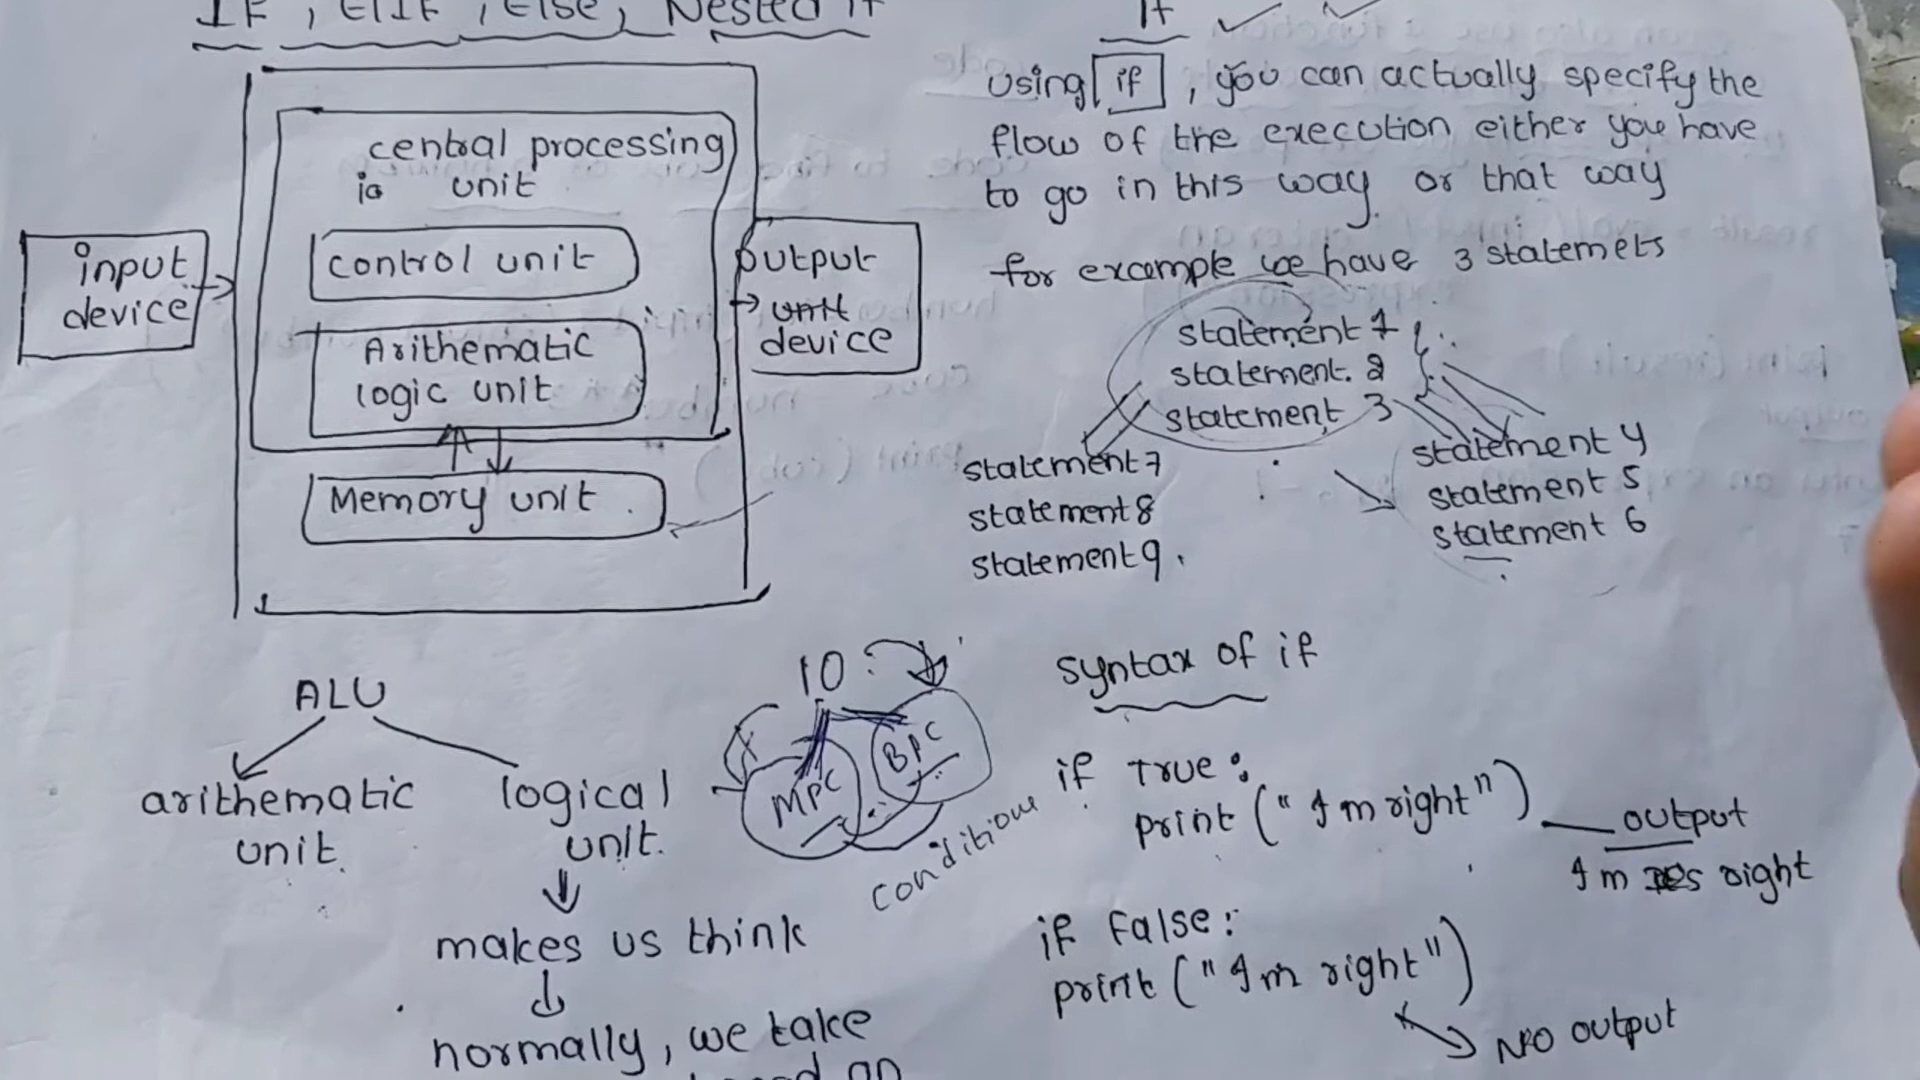 IF, ElIF, Else, Nested if
central processing
unit
control unit
Arithematic
logic unit
Memory unit
input
device
output
device
ALU
arithematic
unit
logical
unit.
makes us think
normally, we take
10
MPC
BPC
conditions
If
Using if, you can actually specify the
flow of the execution either you have
to go in this way or that way
for example we have 3 statemets
statement 1
statement. 2
statement 3
statement 7
statement 8
statement 9.
statement 4
statement 5
statement 6
syntax of if
if True:
print ("I m right")
output
I m right
if False:
print ("I m right")
NO output